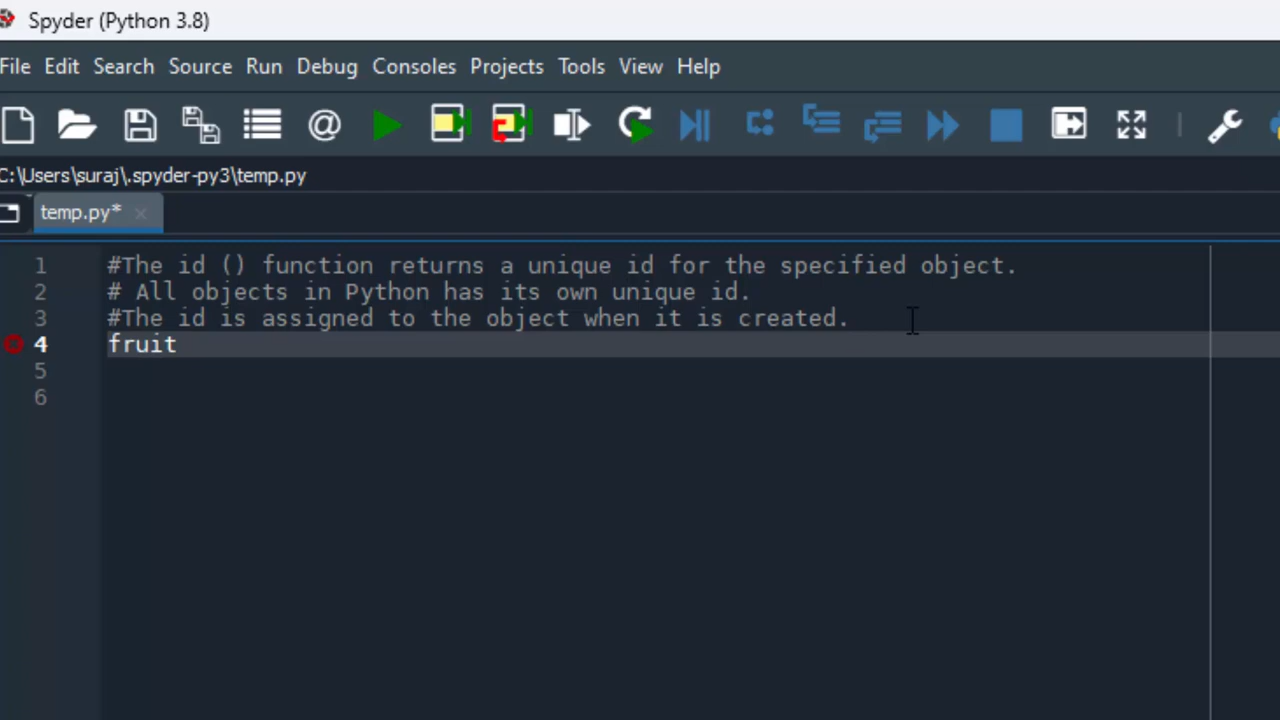 Spyder (Python 3.8)
File Edit Search Source Run Debug Consoles Projects Tools View Help
C:\Users\suraj\.spyder-py3\temp.py
temp.py*
1 #The id () function returns a unique id for the specified object.
2 # All objects in Python has its own unique id.
3 #The id is assigned to the object when it is created.
4 fruit
5
6